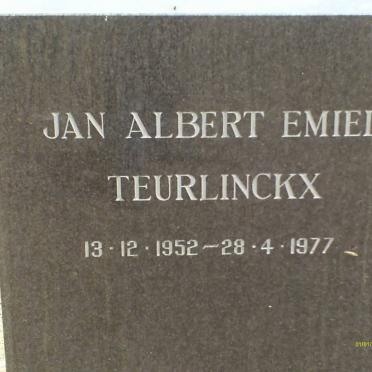 JAN ALBERT EMIEL
TEURLINCKX
13·12·1952~28·4·1977